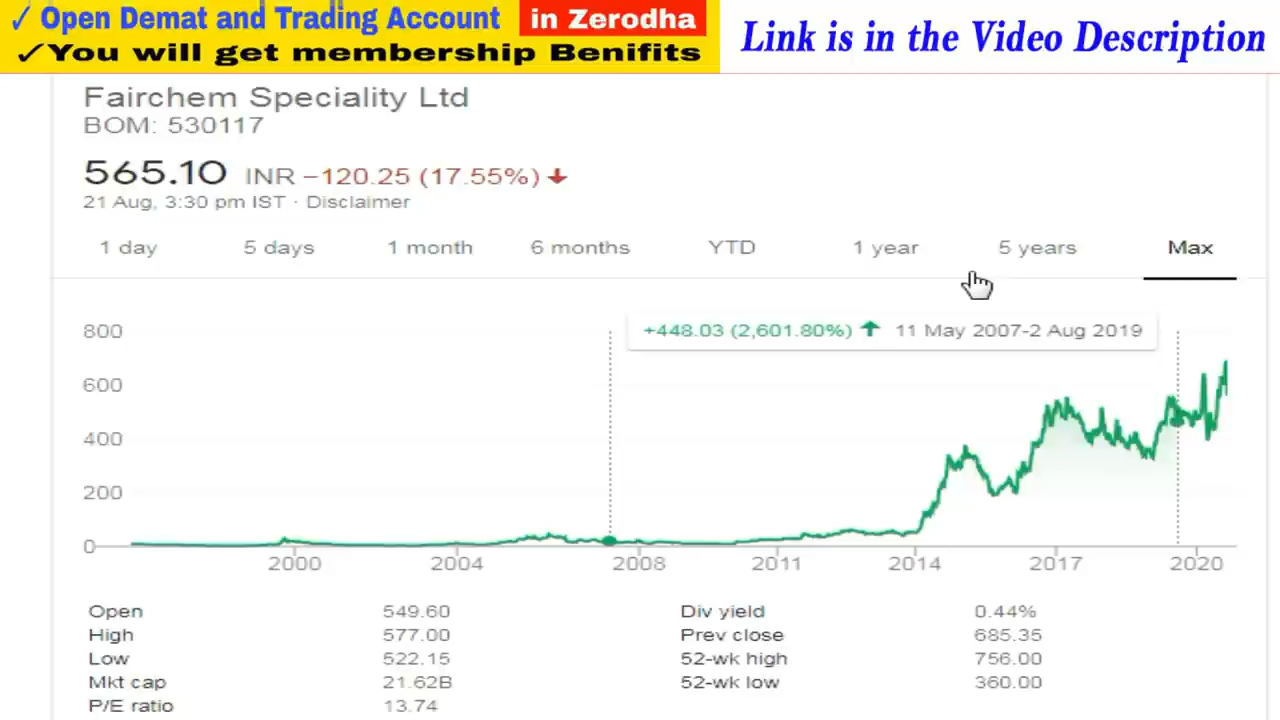 ✓ Open Demat and Trading Account in Zerodha
✓You will get membership Benifits
Link is in the Video Description
Fairchem Speciality Ltd
BOM: 530117
565.10 INR −120.25 (17.55%) ↓
21 Aug, 3:30 pm IST · Disclaimer
1 day 5 days 1 month 6 months YTD 1 year 5 years Max
+448.03 (2,601.80%) ↑ 11 May 2007-2 Aug 2019
800
600
400
200
0
2000 2004 2008 2011 2014 2017 2020
Open 549.60 Div yield 0.44%
High 577.00 Prev close 685.35
Low 522.15 52-wk high 756.00
Mkt cap 21.62B 52-wk low 360.00
P/E ratio 13.74